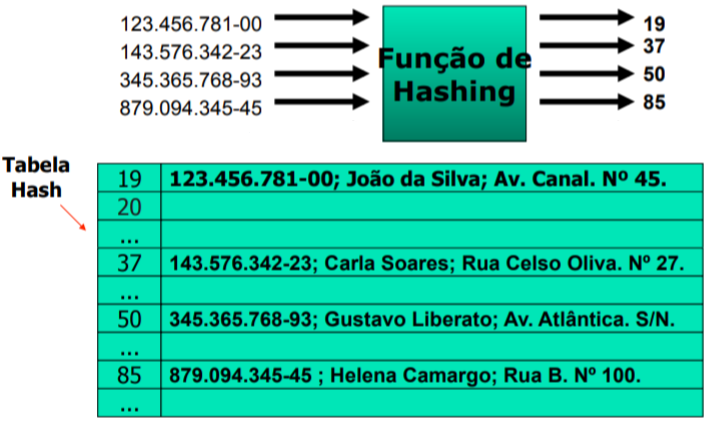 123.456.781-00
143.576.342-23
345.365.768-93
879.094.345-45
Função de
Hashing
19
37
50
85
Tabela
Hash
19 123.456.781-00; João da Silva; Av. Canal. Nº 45.
20
...
37 143.576.342-23; Carla Soares; Rua Celso Oliva. Nº 27.
...
50 345.365.768-93; Gustavo Liberato; Av. Atlântica. S/N.
...
85 879.094.345-45 ; Helena Camargo; Rua B. Nº 100.
...